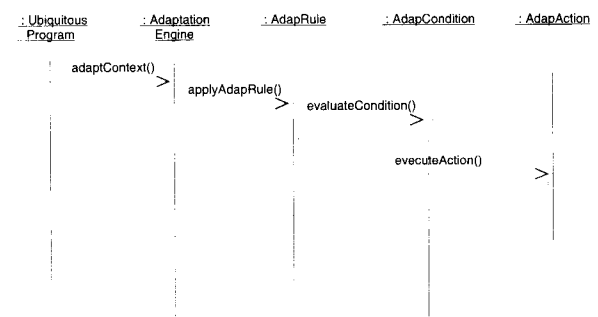 : Ubiquitous Program
: Adaptation Engine
: AdapRule
: AdapCondition
: AdapAction
adaptContext()
applyAdapRule()
evaluateCondition()
evecuteAction()